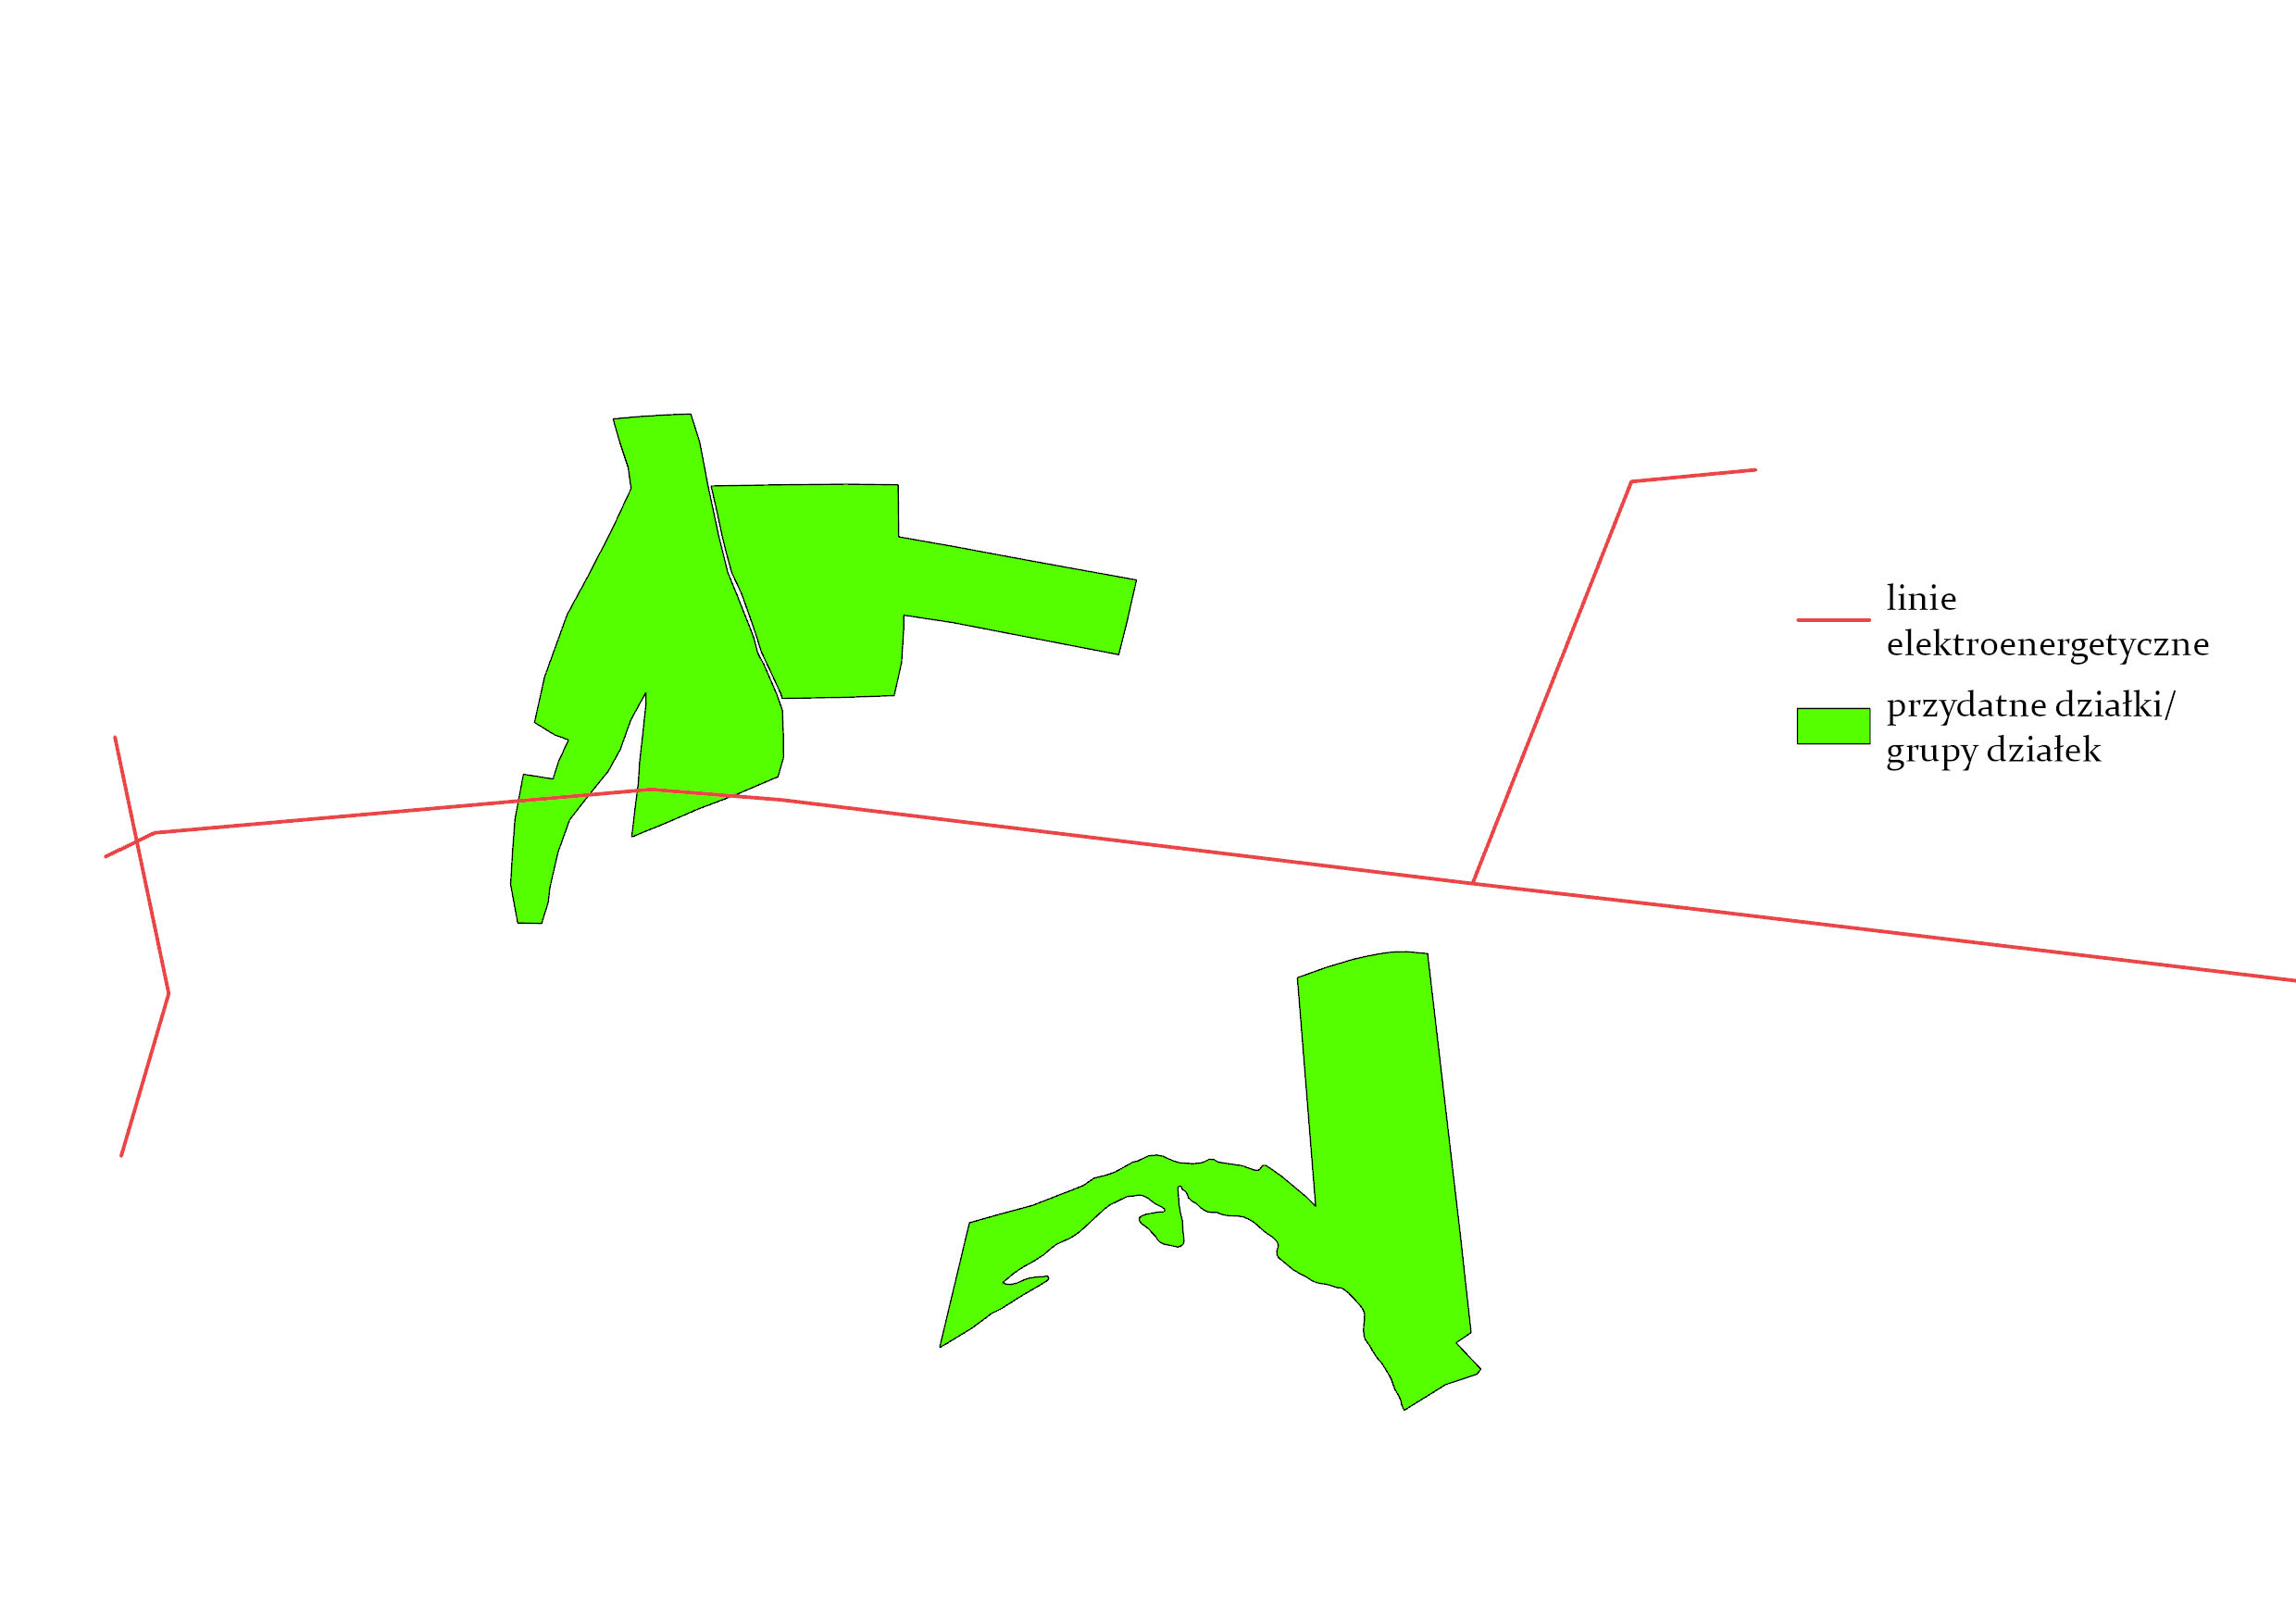 linie
elektroenergetyczne
przydatne działki/
grupy działek